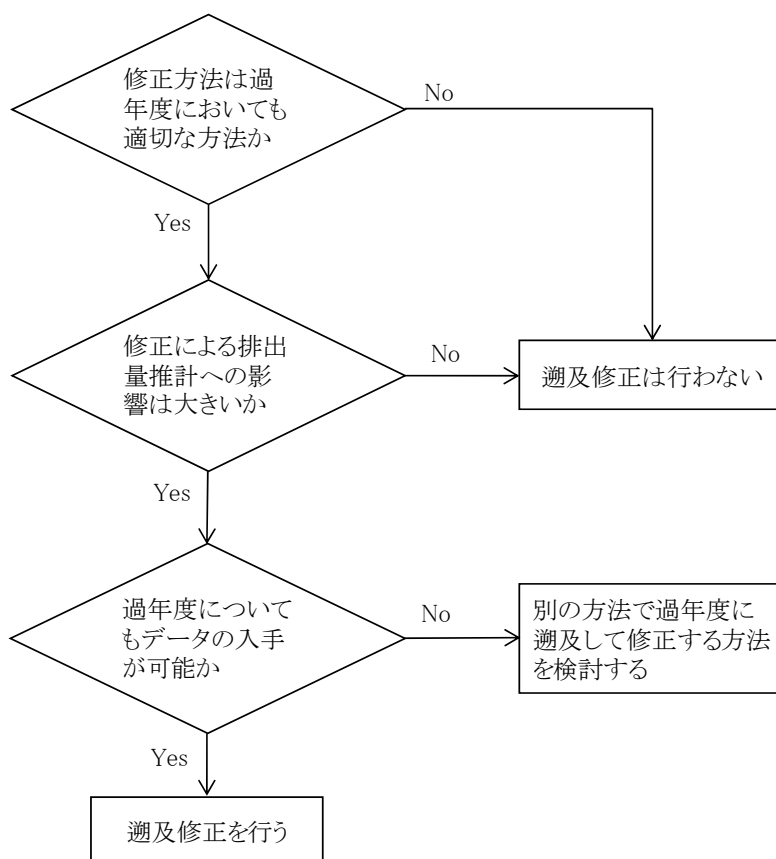 修正方法は過
年度においても
適切な方法か
No
Yes
修正による排出
量推計への影
響は大きいか
No
遡及修正は行わない
Yes
過年度について
もデータの入手
が可能か
No
別の方法で過年度に
遡及して修正する方法
を検討する
Yes
遡及修正を行う